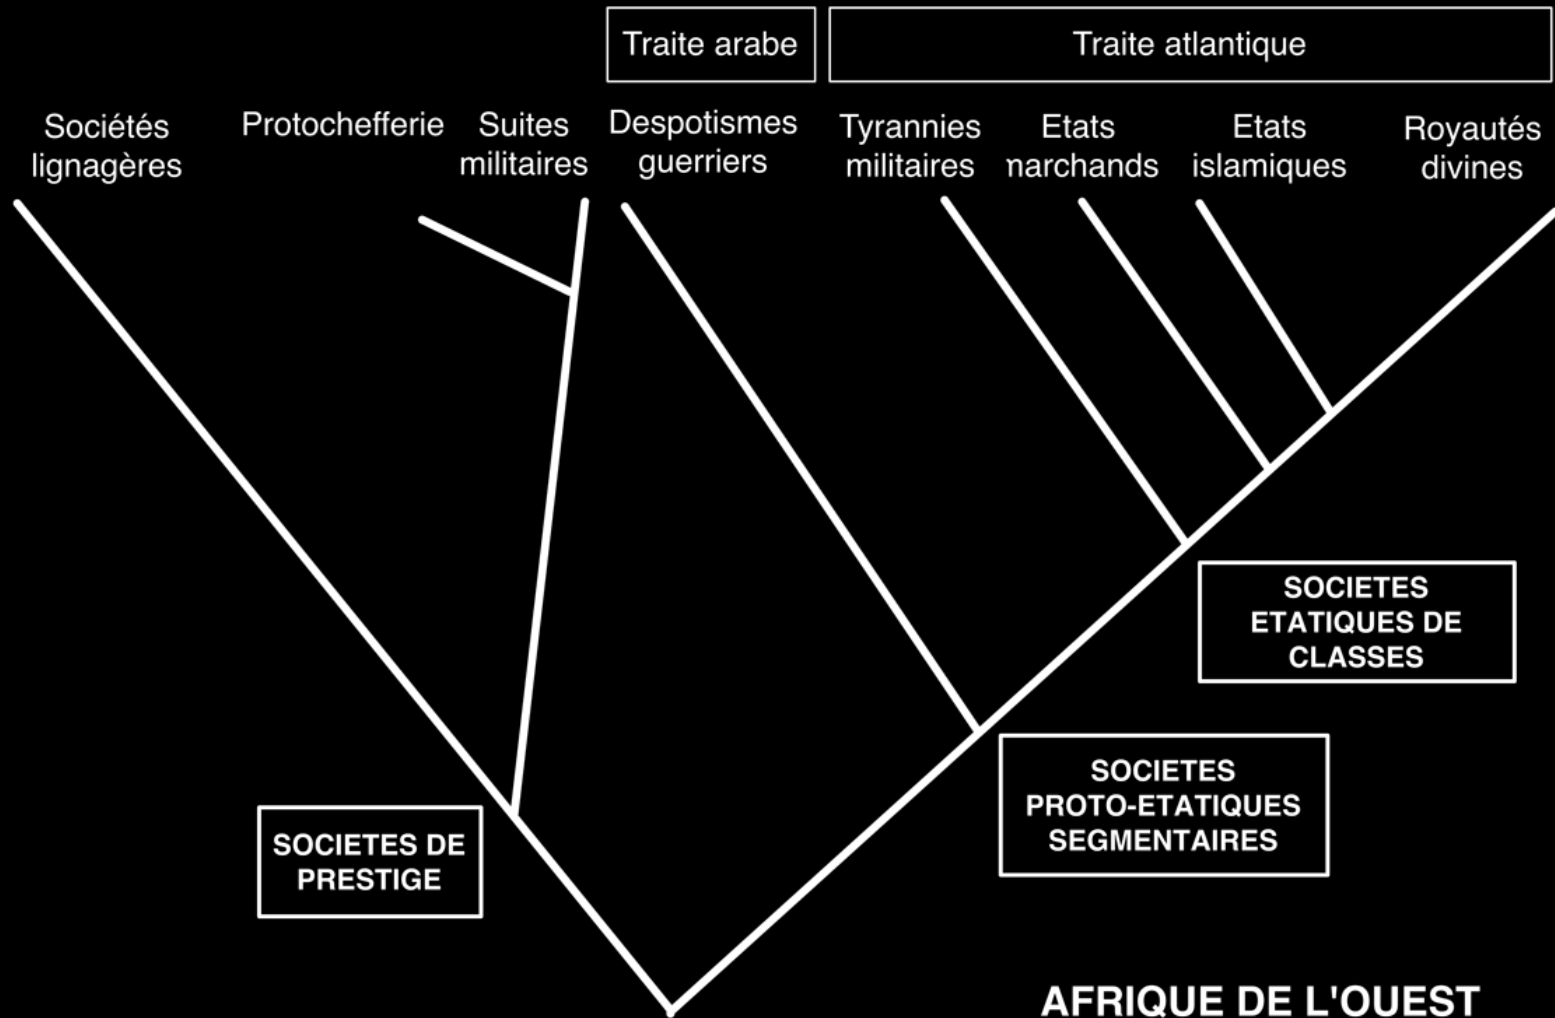 Traite arabe
Traite atlantique
Sociétés
lignagères
Protochefferie
Suites
militaires
Despotismes
guerriers
Tyrannies
militaires
Etats
marchands
Etats
islamiques
Royautés
divines
SOCIETES
ETATIQUES DE
CLASSES
SOCIETES
PROTO-ETATIQUES
SEGMENTAIRES
SOCIETES DE
PRESTIGE
AFRIQUE DE L'OUEST